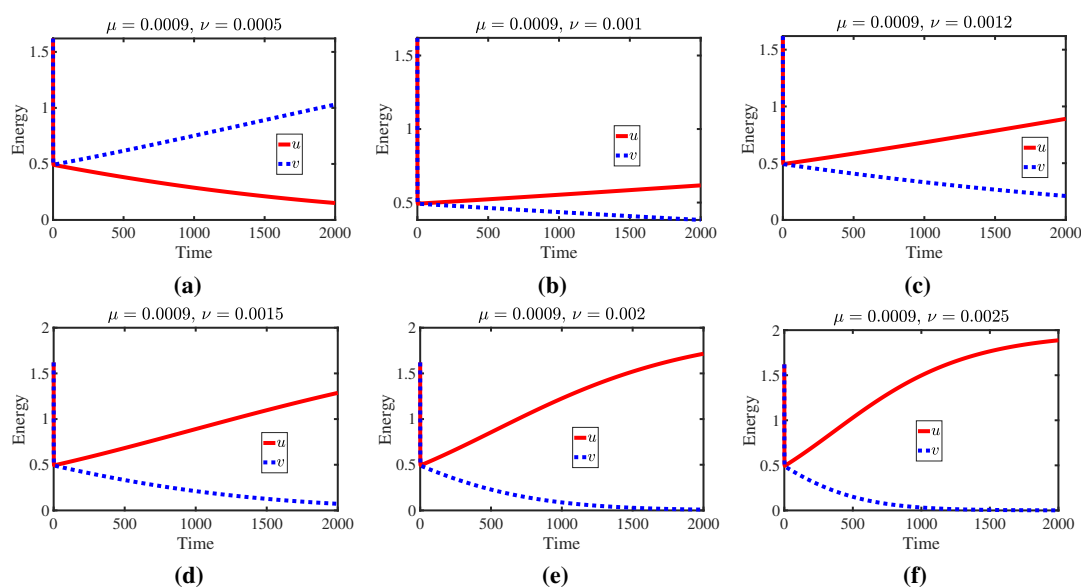 μ = 0.0009, ν = 0.0005
Energy
1.5
1
0.5
0
0 500 1000 1500 2000
Time
u
v
(a)
μ = 0.0009, ν = 0.001
Energy
1.5
1
0.5
0 500 1000 1500 2000
Time
u
v
(b)
μ = 0.0009, ν = 0.0012
Energy
1.5
1
0.5
0
0 500 1000 1500 2000
Time
u
v
(c)
μ = 0.0009, ν = 0.0015
Energy
2
1.5
1
0.5
0
0 500 1000 1500 2000
Time
u
v
(d)
μ = 0.0009, ν = 0.002
Energy
2
1.5
1
0.5
0
0 500 1000 1500 2000
Time
u
v
(e)
μ = 0.0009, ν = 0.0025
Energy
2
1.5
1
0.5
0
0 500 1000 1500 2000
Time
u
v
(f)